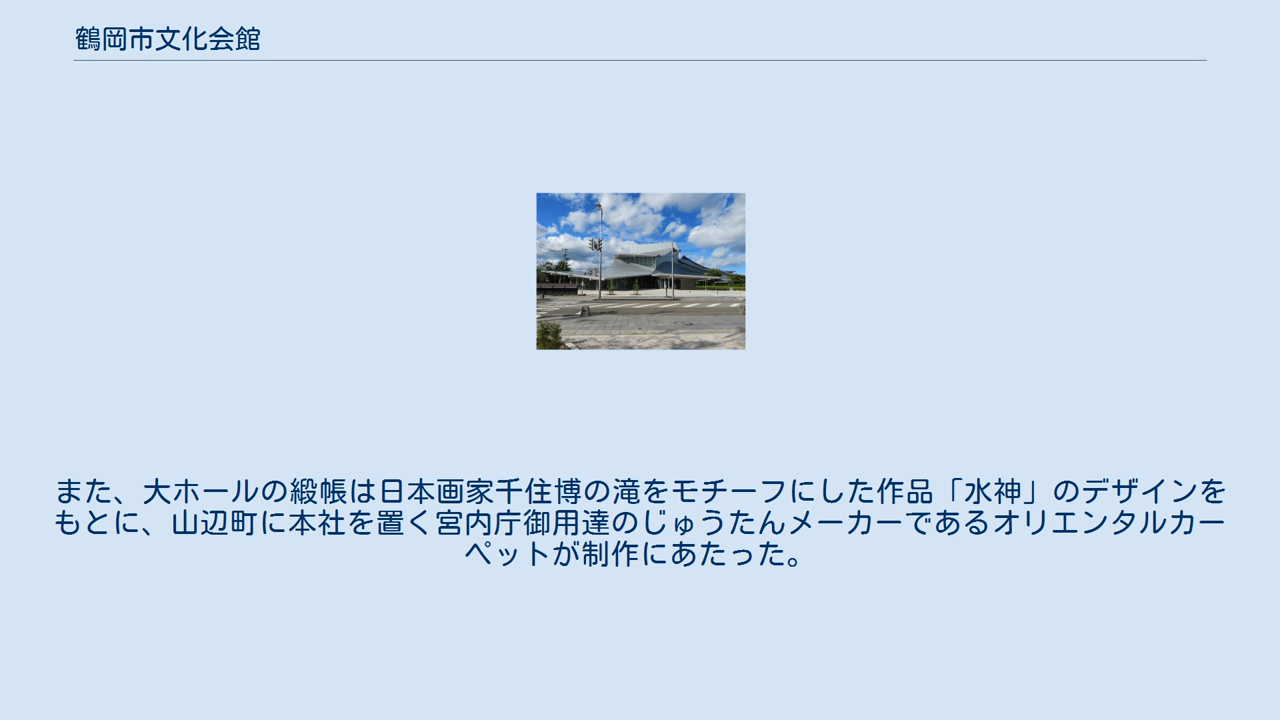 鶴岡市文化会館
また、大ホールの緞帳は日本画家千住博の滝をモチーフにした作品「水神」のデザインを
もとに、山辺町に本社を置く宮内庁御用達のじゅうたんメーカーであるオリエンタルカー
ペットが制作にあたった。